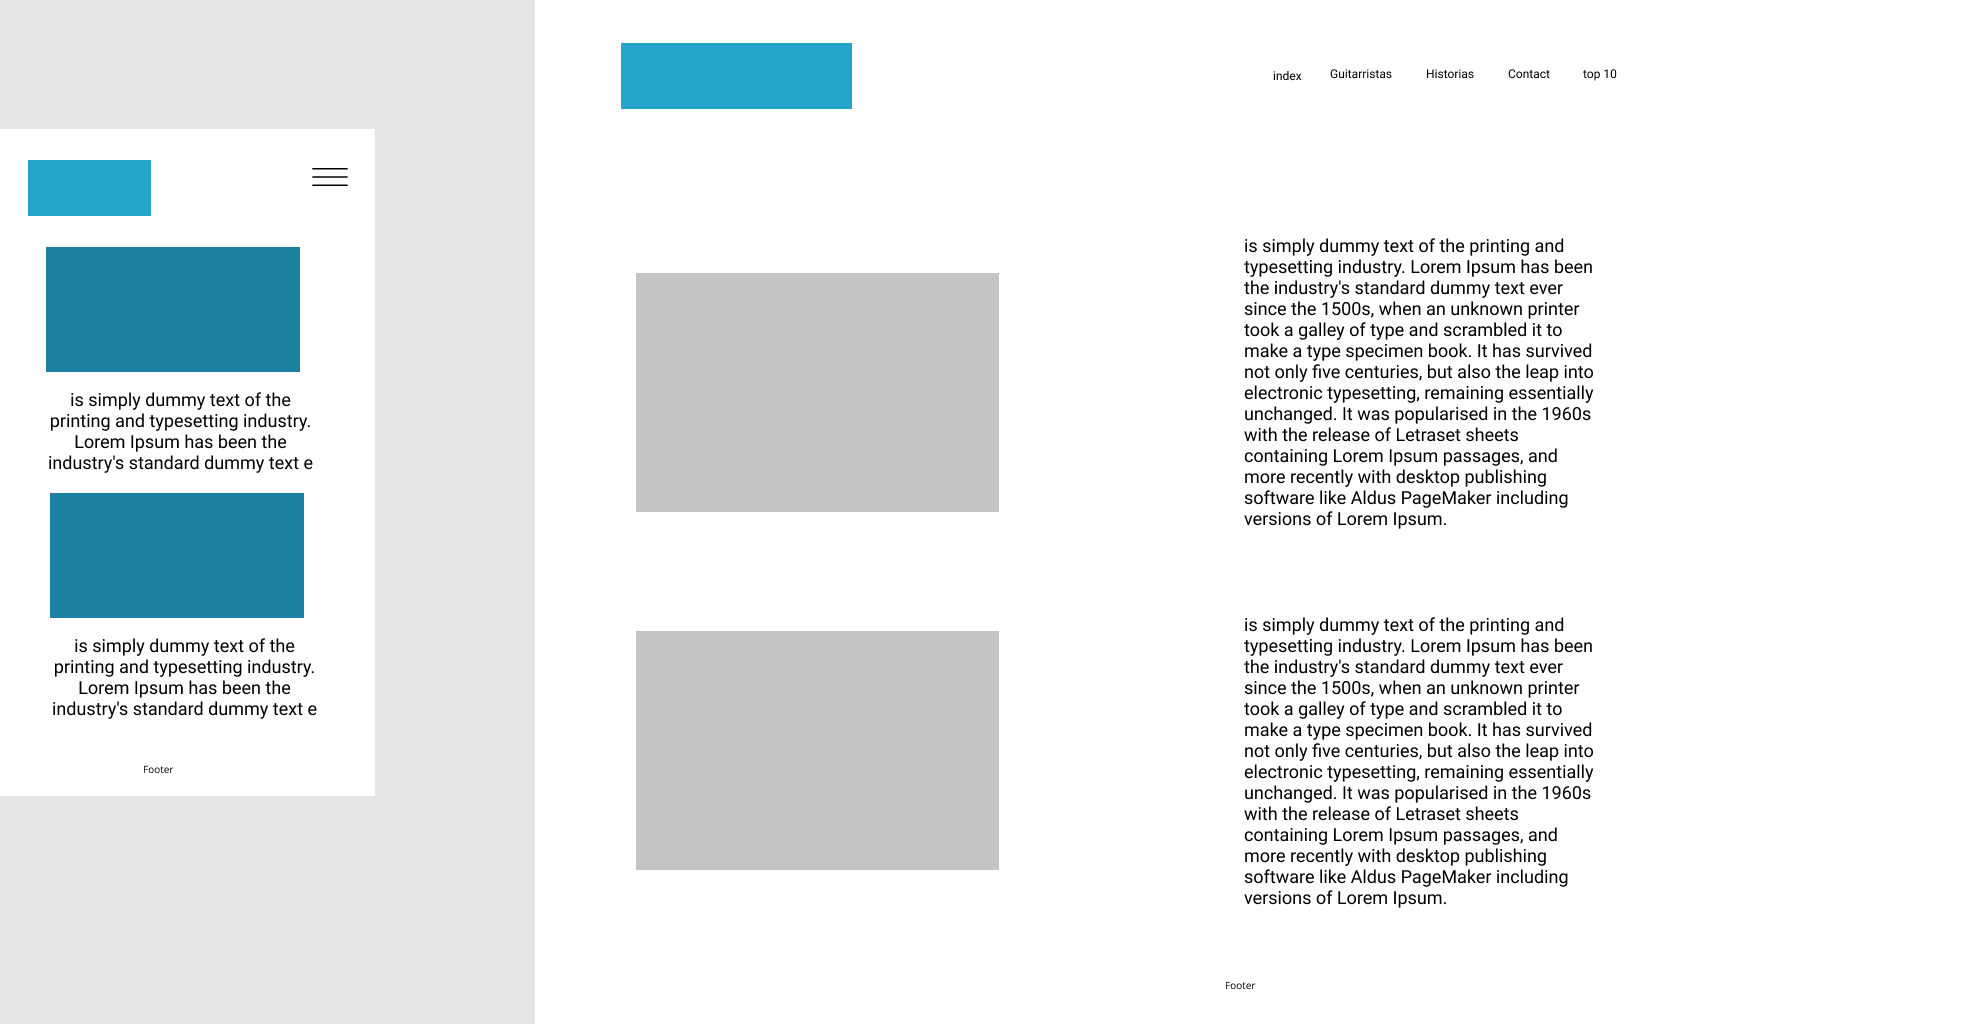 is simply dummy text of the
printing and typesetting industry.
Lorem Ipsum has been the
industry's standard dummy text e
is simply dummy text of the
printing and typesetting industry.
Lorem Ipsum has been the
industry's standard dummy text e
Footer
index Guitarristas Historias Contact top 10
is simply dummy text of the printing and
typesetting industry. Lorem Ipsum has been
the industry's standard dummy text ever
since the 1500s, when an unknown printer
took a galley of type and scrambled it to
make a type specimen book. It has survived
not only five centuries, but also the leap into
electronic typesetting, remaining essentially
unchanged. It was popularised in the 1960s
with the release of Letraset sheets
containing Lorem Ipsum passages, and
more recently with desktop publishing
software like Aldus PageMaker including
versions of Lorem Ipsum.
is simply dummy text of the printing and
typesetting industry. Lorem Ipsum has been
the industry's standard dummy text ever
since the 1500s, when an unknown printer
took a galley of type and scrambled it to
make a type specimen book. It has survived
not only five centuries, but also the leap into
electronic typesetting, remaining essentially
unchanged. It was popularised in the 1960s
with the release of Letraset sheets
containing Lorem Ipsum passages, and
more recently with desktop publishing
software like Aldus PageMaker including
versions of Lorem Ipsum.
Footer